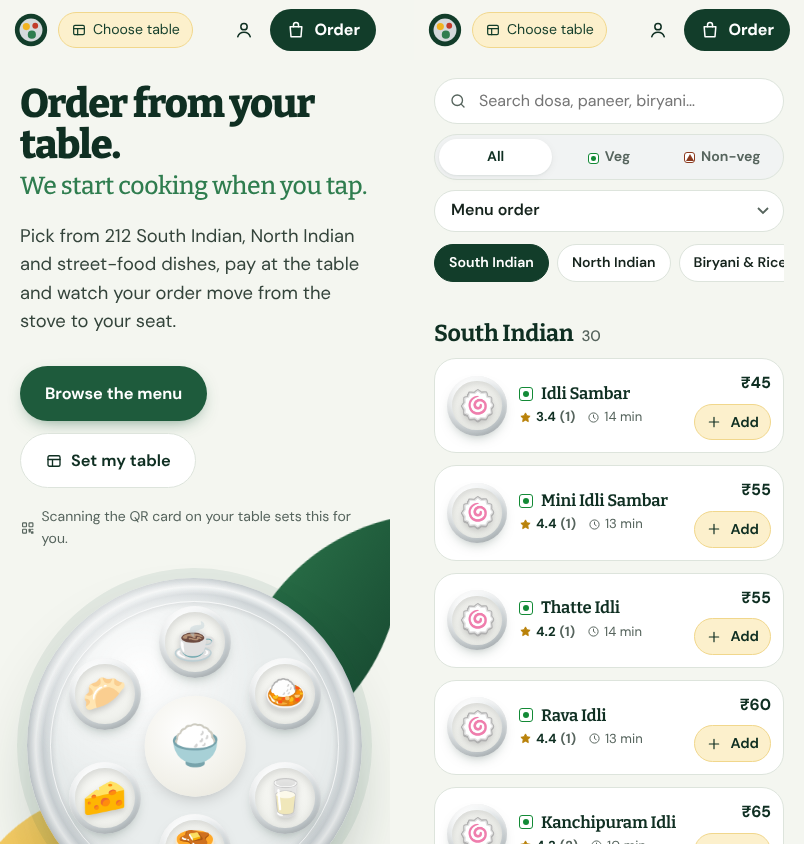 Choose table
Order
Order from your
table.
We start cooking when you tap.
Pick from 212 South Indian, North Indian
and street-food dishes, pay at the table
and watch your order move from the
stove to your seat.
Browse the menu
Set my table
Scanning the QR card on your table sets this for
you.
Choose table
Order
Search dosa, paneer, biryani...
All
Veg
Non-veg
Menu order
South Indian
North Indian
Biryani & Rice
South Indian 30
Idli Sambar
₹45
3.4 (1) 14 min
Add
Mini Idli Sambar
₹55
4.4 (1) 13 min
Add
Thatte Idli
₹55
4.2 (1) 14 min
Add
Rava Idli
₹60
4.4 (1) 13 min
Add
Kanchipuram Idli
₹65